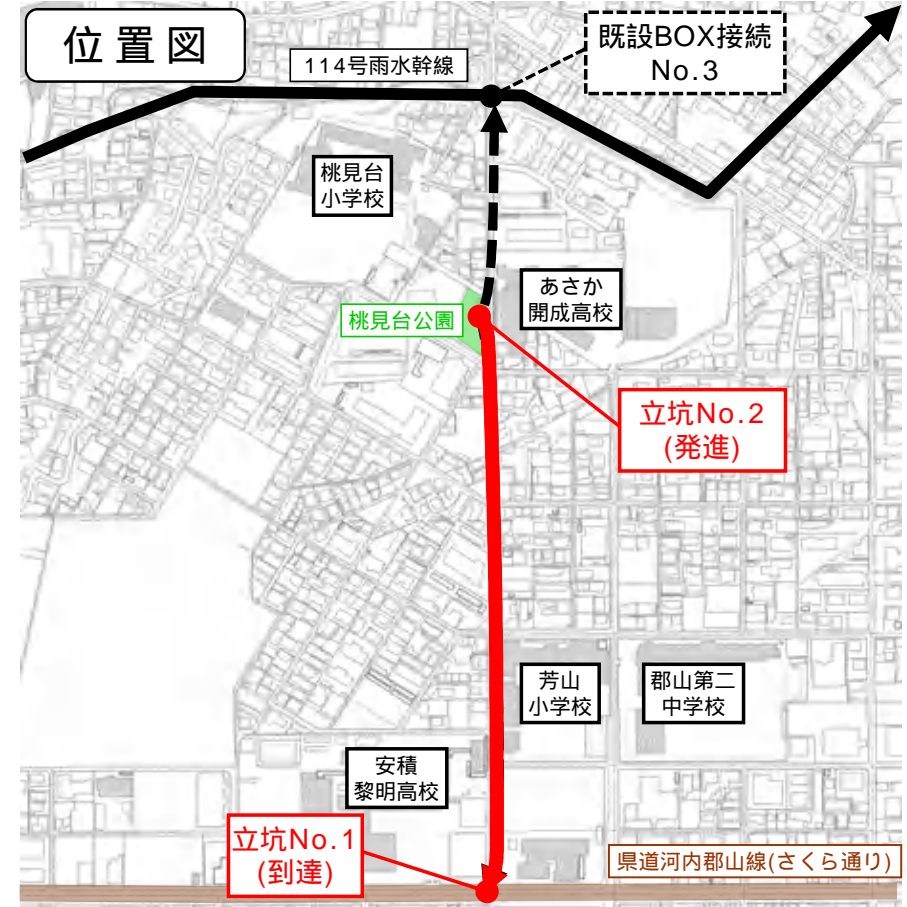 位置図
114号雨水幹線
既設BOX接続
No.3
桃見台
小学校
あさか
開成高校
桃見台公園
立坑No.2
(発進)
芳山
小学校
郡山第二
中学校
安積
黎明高校
立坑No.1
(到達)
県道河内郡山線(さくら通り)